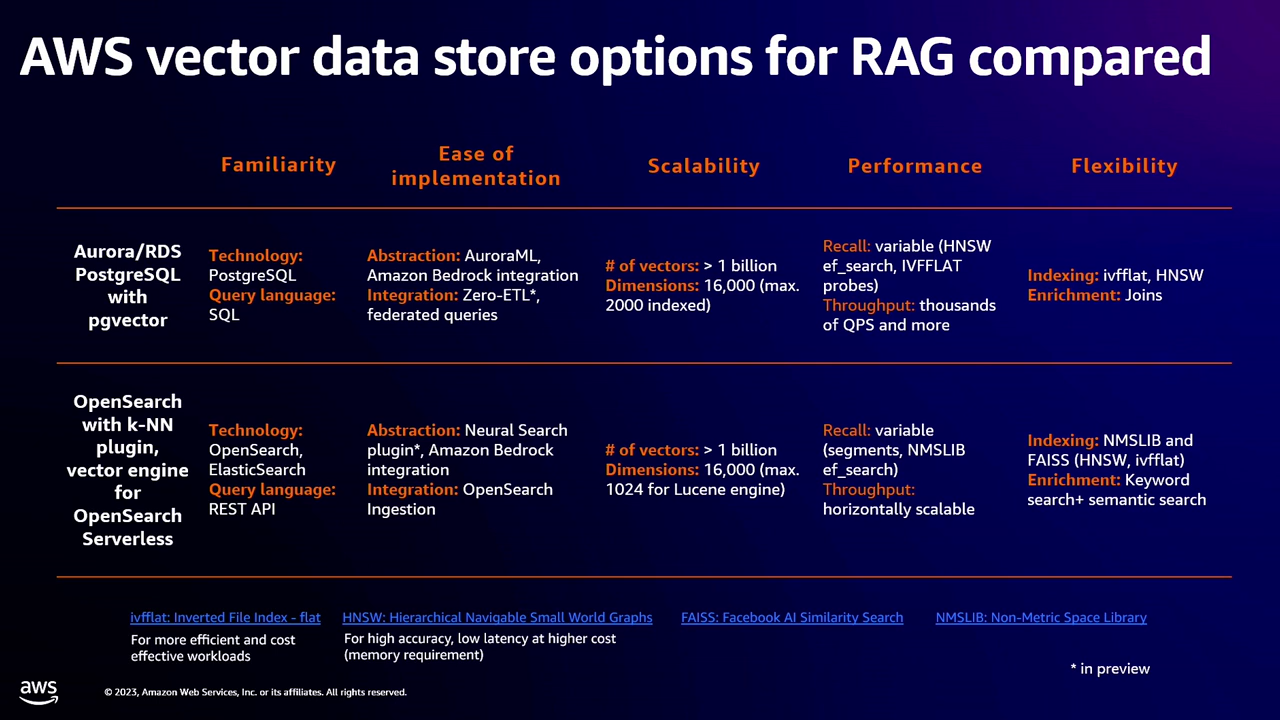 AWS vector data store options for RAG compared
Familiarity
Ease of
implementation
Scalability
Performance
Flexibility
Aurora/RDS
PostgreSQL
with
pgvector
Technology:
PostgreSQL
Query language:
SQL
Abstraction: AuroraML,
Amazon Bedrock integration
Integration: Zero-ETL*,
federated queries
# of vectors: > 1 billion
Dimensions: 16,000 (max.
2000 indexed)
Recall: variable (HNSW
ef_search, IVFFLAT
probes)
Throughput: thousands
of QPS and more
Indexing: ivfflat, HNSW
Enrichment: Joins
OpenSearch
with k-NN
plugin,
vector engine
for
OpenSearch
Serverless
Technology:
OpenSearch,
ElasticSearch
Query language:
REST API
Abstraction: Neural Search
plugin*, Amazon Bedrock
integration
Integration: OpenSearch
Ingestion
# of vectors: > 1 billion
Dimensions: 16,000 (max.
1024 for Lucene engine)
Recall: variable
(segments, NMSLIB
ef_search)
Throughput:
horizontally scalable
Indexing: NMSLIB and
FAISS (HNSW, ivfflat)
Enrichment: Keyword
search+ semantic search
ivfflat: Inverted File Index - flat
For more efficient and cost
effective workloads
HNSW: Hierarchical Navigable Small World Graphs
For high accuracy, low latency at higher cost
(memory requirement)
FAISS: Facebook AI Similarity Search
NMSLIB: Non-Metric Space Library
* in preview
aws
© 2023, Amazon Web Services, Inc. or its affiliates. All rights reserved.